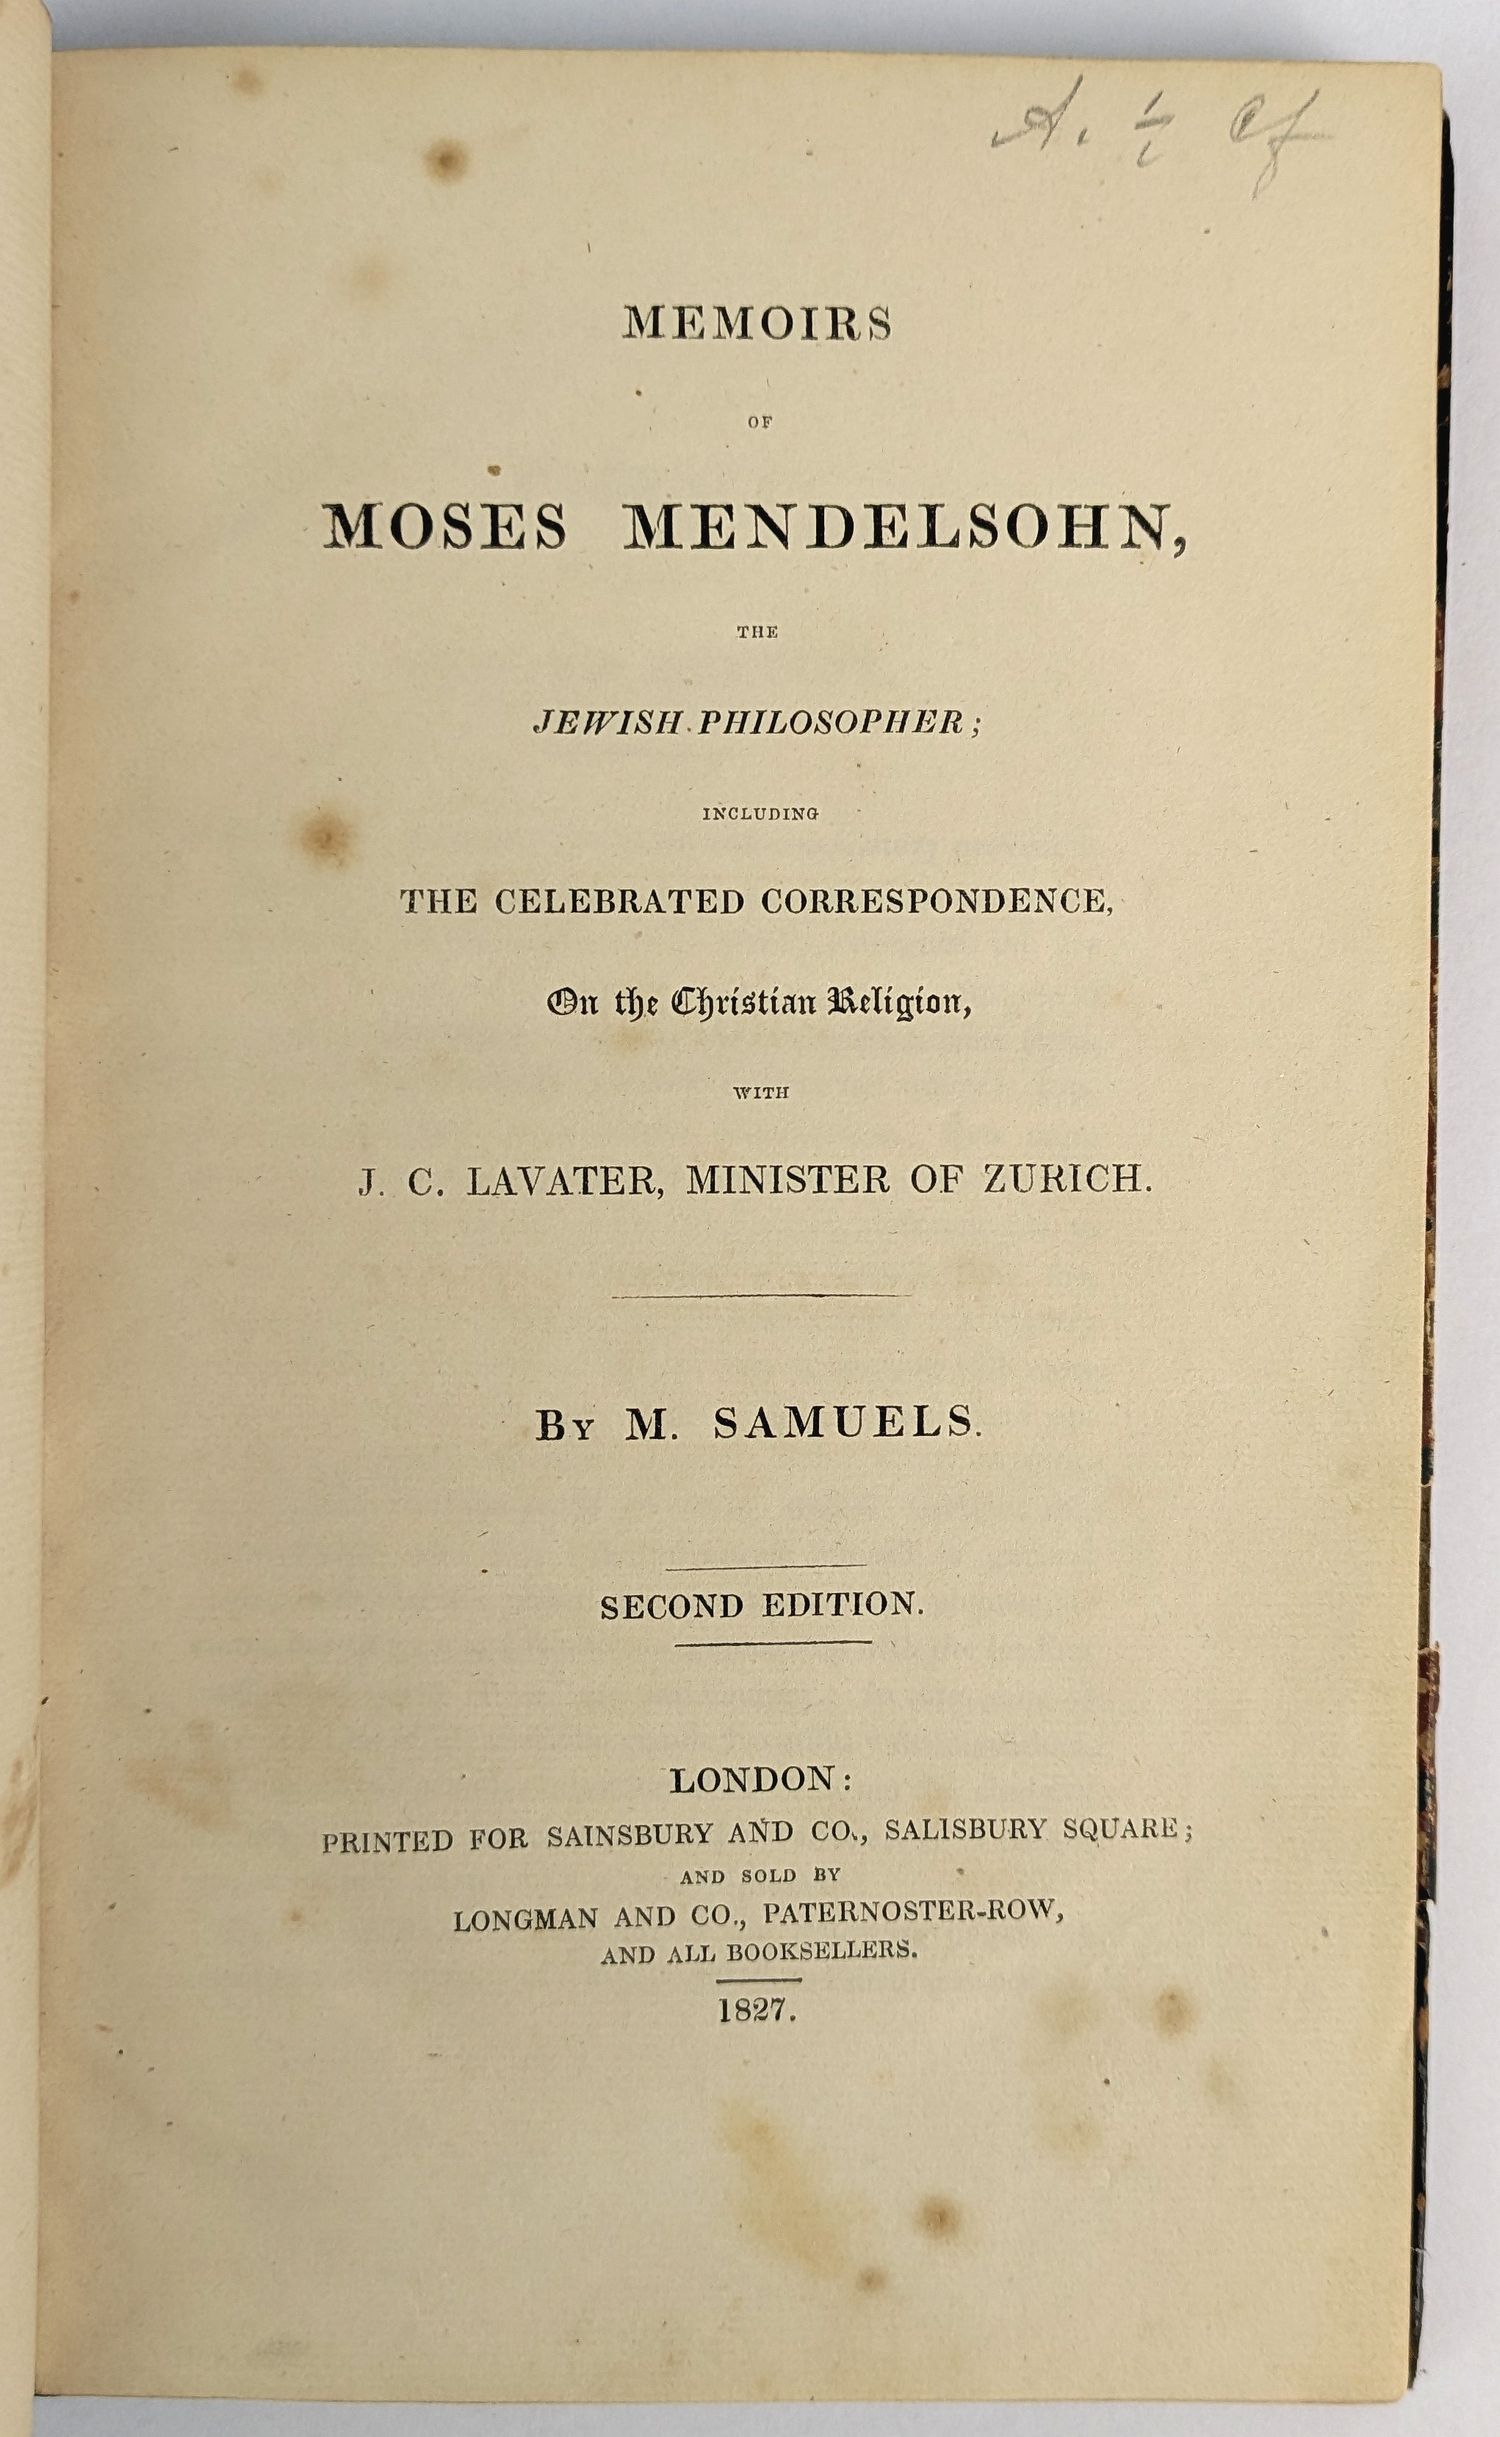 MEMOIRS
OF
MOSES MENDELSOHN,
THE
JEWISH PHILOSOPHER;
INCLUDING
THE CELEBRATED CORRESPONDENCE,
On the Christian Religion,
WITH
J. C. LAVATER, MINISTER OF ZURICH.
BY M. SAMUELS.
SECOND EDITION.
LONDON:
PRINTED FOR SAINSBURY AND CO., SALISBURY SQUARE;
AND SOLD BY
LONGMAN AND CO., PATERNOSTER-ROW,
AND ALL BOOKSELLERS.
1827.